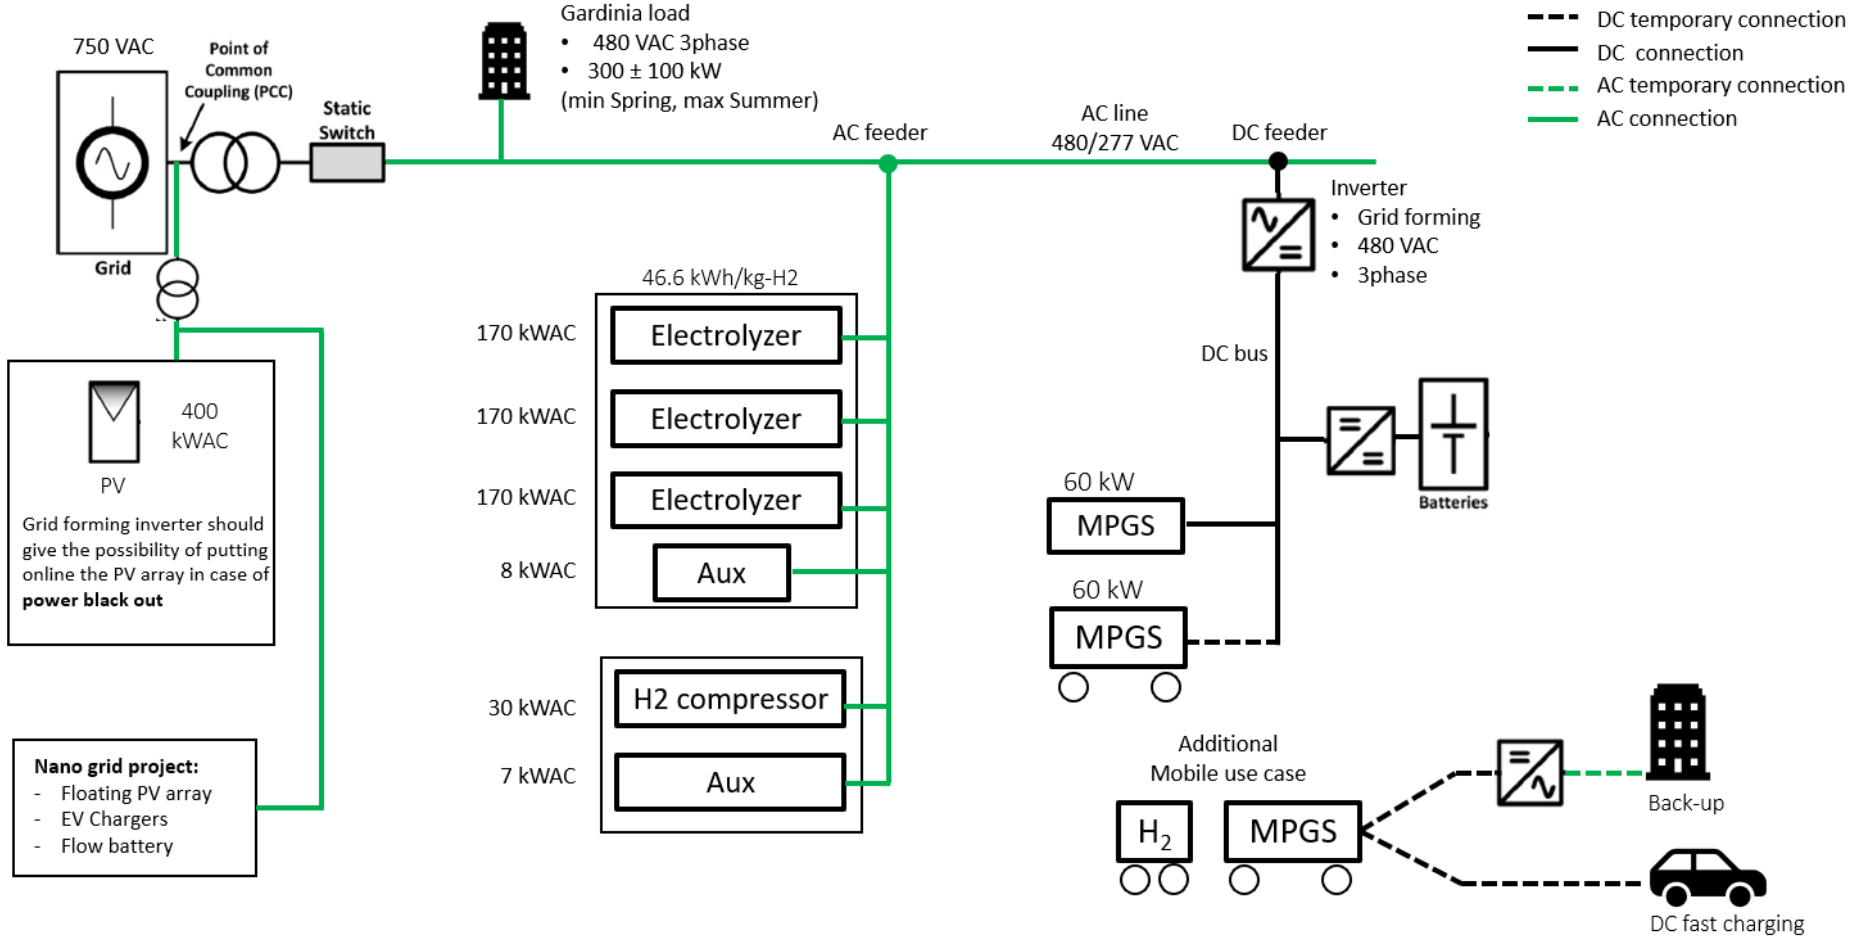 750 VAC
Point of
Common
Coupling (PCC)
Static
Switch
Grid
Gardinia load
• 480 VAC 3phase
• 300 ± 100 kW
(min Spring, max Summer)
AC feeder
AC line
480/277 VAC
DC feeder
DC temporary connection
DC connection
AC temporary connection
AC connection
Inverter
• Grid forming
• 480 VAC
• 3phase
DC bus
Batteries
46.6 kWh/kg-H2
170 kWAC
Electrolyzer
170 kWAC
Electrolyzer
170 kWAC
Electrolyzer
8 kWAC
Aux
30 kWAC
H2 compressor
7 kWAC
Aux
400
kWAC
PV
Grid forming inverter should
give the possibility of putting
online the PV array in case of
power black out
Nano grid project:
- Floating PV array
- EV Chargers
- Flow battery
60 kW
MPGS
60 kW
MPGS
Additional
Mobile use case
H2
MPGS
Back-up
DC fast charging